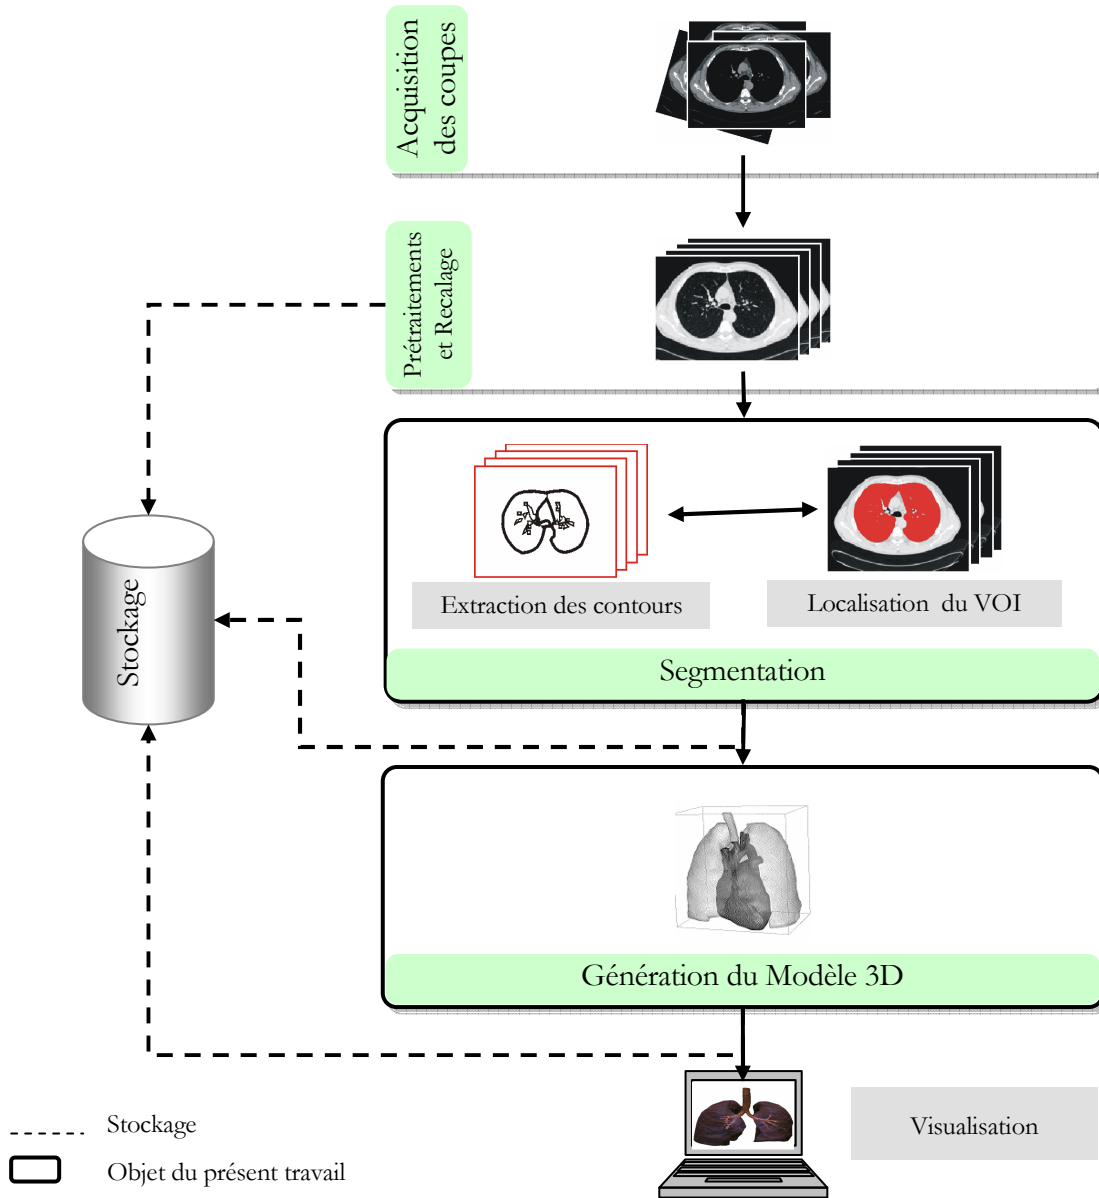 Acquisition
des coupes
Prétraitements
et Recalage
Extraction des contours
Localisation du VOI
Segmentation
Stockage
Génération du Modèle 3D
Visualisation
Stockage
Objet du présent travail